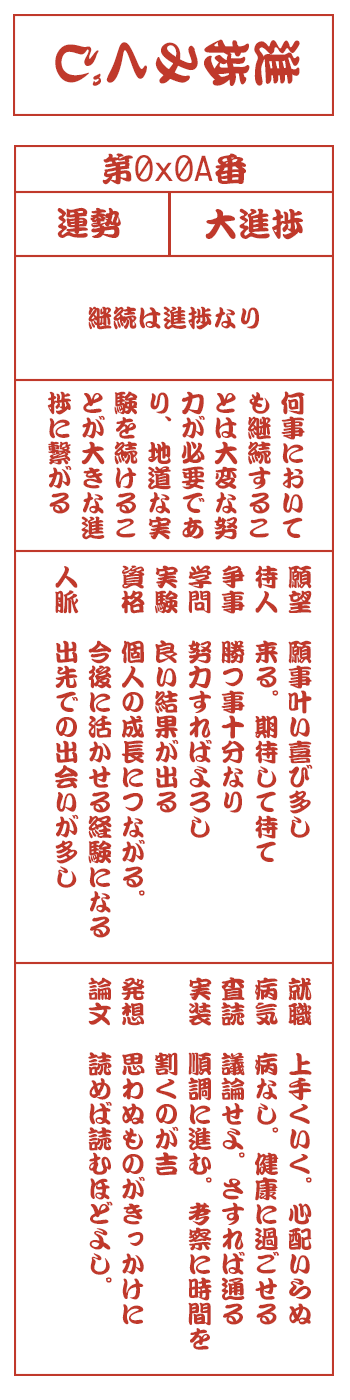 進捗みくじ
第0x0A番
大進捗
運勢
継続は進捗なり
何事において
も継続するこ
とは大変な努
力が必要であ
り、地道な実
験を続けるこ
とが大きな進
捗に繋がる
願望 願事叶い喜び多し
待人 来る。期待して待て
争事 勝つ事十分なり
学問 努力すればよろし
実験 良い結果が出る
資格 個人の成長につながる。
今後に活かせる経験になる
人脈 出先での出会いが多し
就職 上手くいく。心配いらぬ
病気 病なし。健康に過ごせる
査読 議論せよ。さすれば通る
実装 順調に進む。考察に時間を
割くのが吉
発想 思わぬものがきっかけに
論文 読めば読むほどよし。